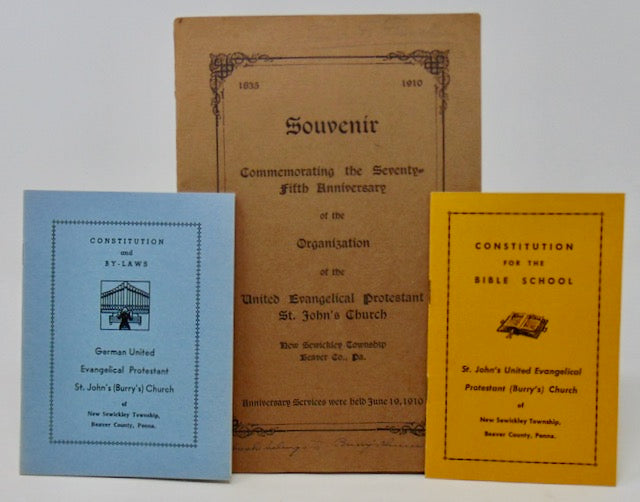 1835 1910
Souvenir
Commemorating the Seventy-
Fifth Anniversary
of the
Organization
of the
United Evangelical Protestant
St. John's Church
New Sewickley Township
Beaver Co., Pa.
Anniversary Services were held June 19, 1910
book belongs
CONSTITUTION
and
BY-LAWS
German United
Evangelical Protestant
St. John's (Burry's) Church
of
New Sewickley Township,
Beaver County, Penna.
CONSTITUTION
FOR THE
BIBLE SCHOOL
St. John's United Evangelical
Protestant (Burry's) Church
of
New Sewickley Township,
Beaver County, Penna.